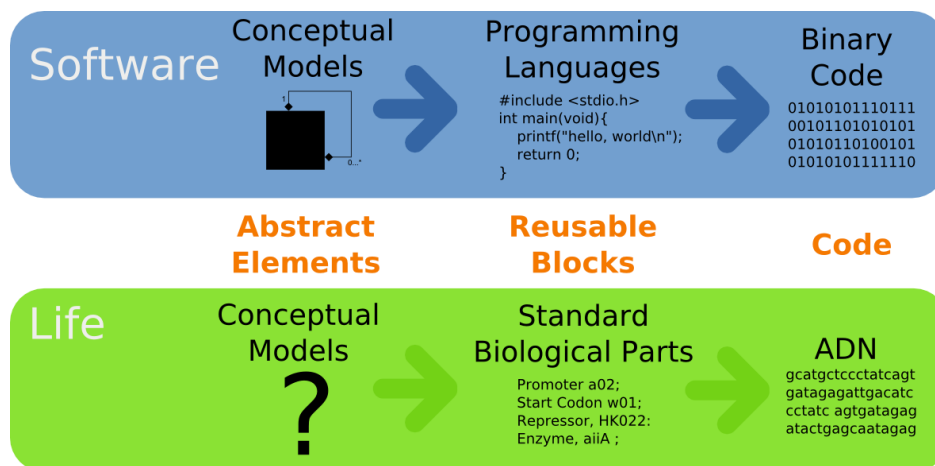 Software
Conceptual
Models
1
0...*
Programming
Languages
#include <stdio.h>
int main(void){
printf("hello, world\n");
return 0;
}
Binary
Code
01010101110111
00101101010101
01010110100101
01010101111110
Abstract
Elements
Reusable
Blocks
Code
Life
Conceptual
Models
?
Standard
Biological Parts
Promoter a02;
Start Codon w01;
Repressor, HK022:
Enzyme, aiiA ;
ADN
gcatgctccctatcagt
gatagagattgacatc
cctatc agtgatagag
atactgagcaatagag